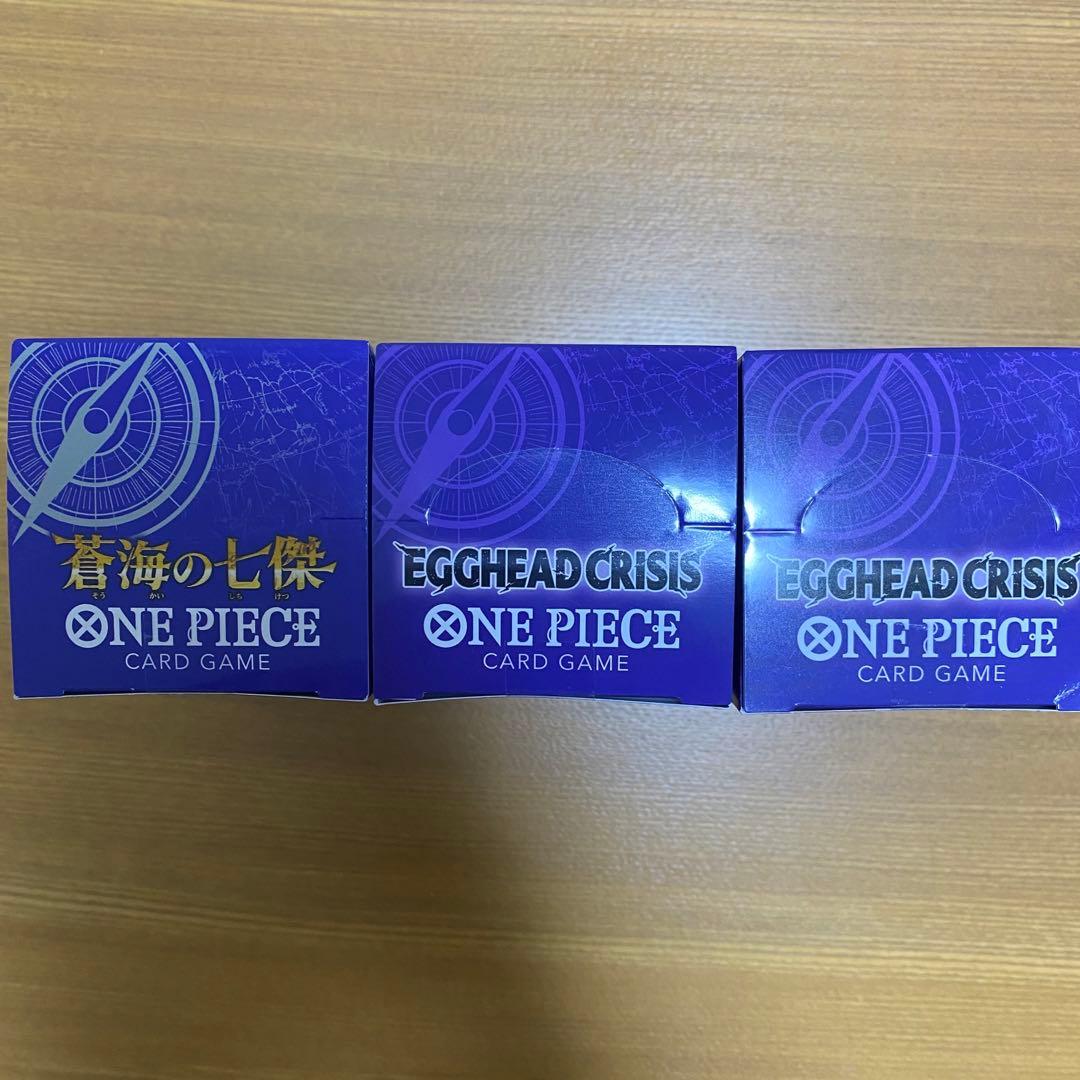 蒼海の七傑
そう かい しち けつ
ONE PIECE
CARD GAME
EGGHEAD CRISIS
ONE PIECE
CARD GAME
EGGHEAD CRISIS
ONE PIECE
CARD GAME